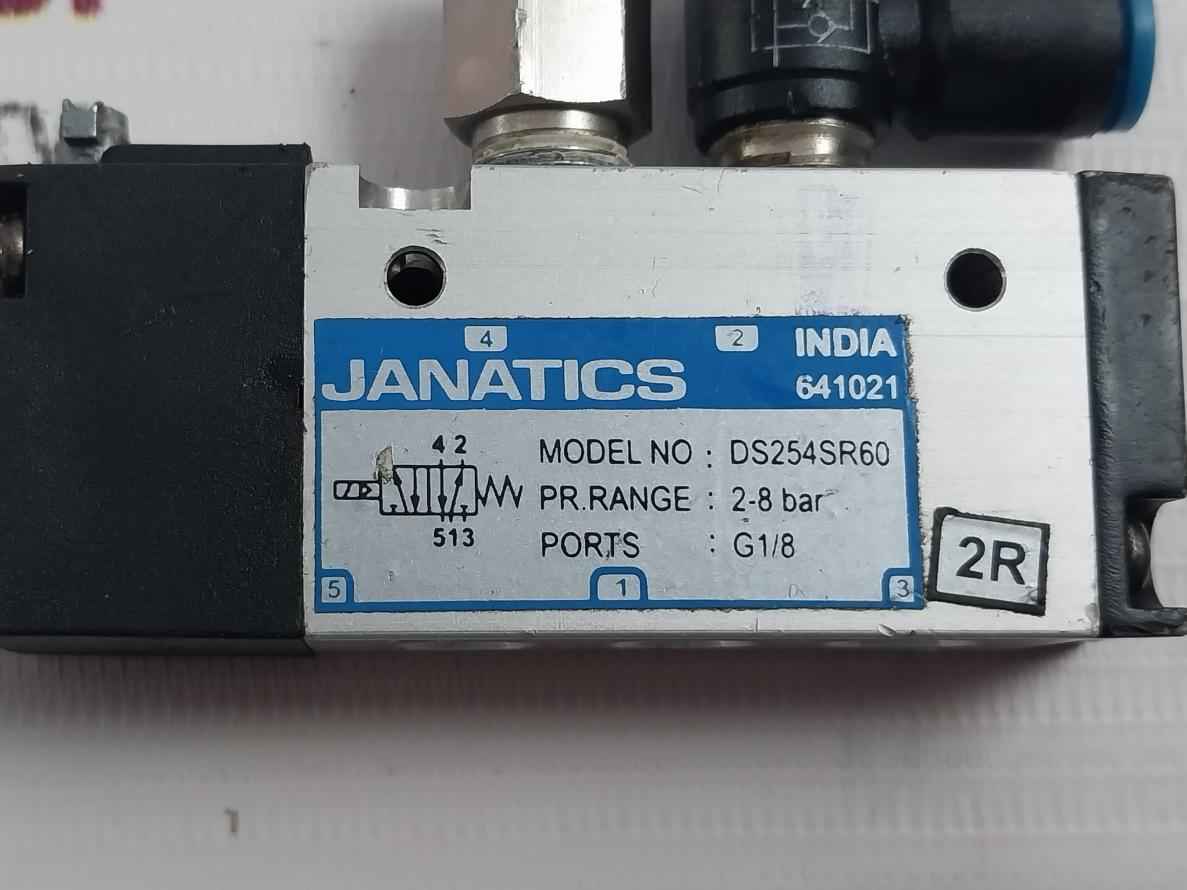 4 2 INDIA
JANATICS 641021
4 2
MODEL NO : DS254SR60
PR.RANGE : 2-8 bar
513
PORTS : G1/8
5 1 3
2R